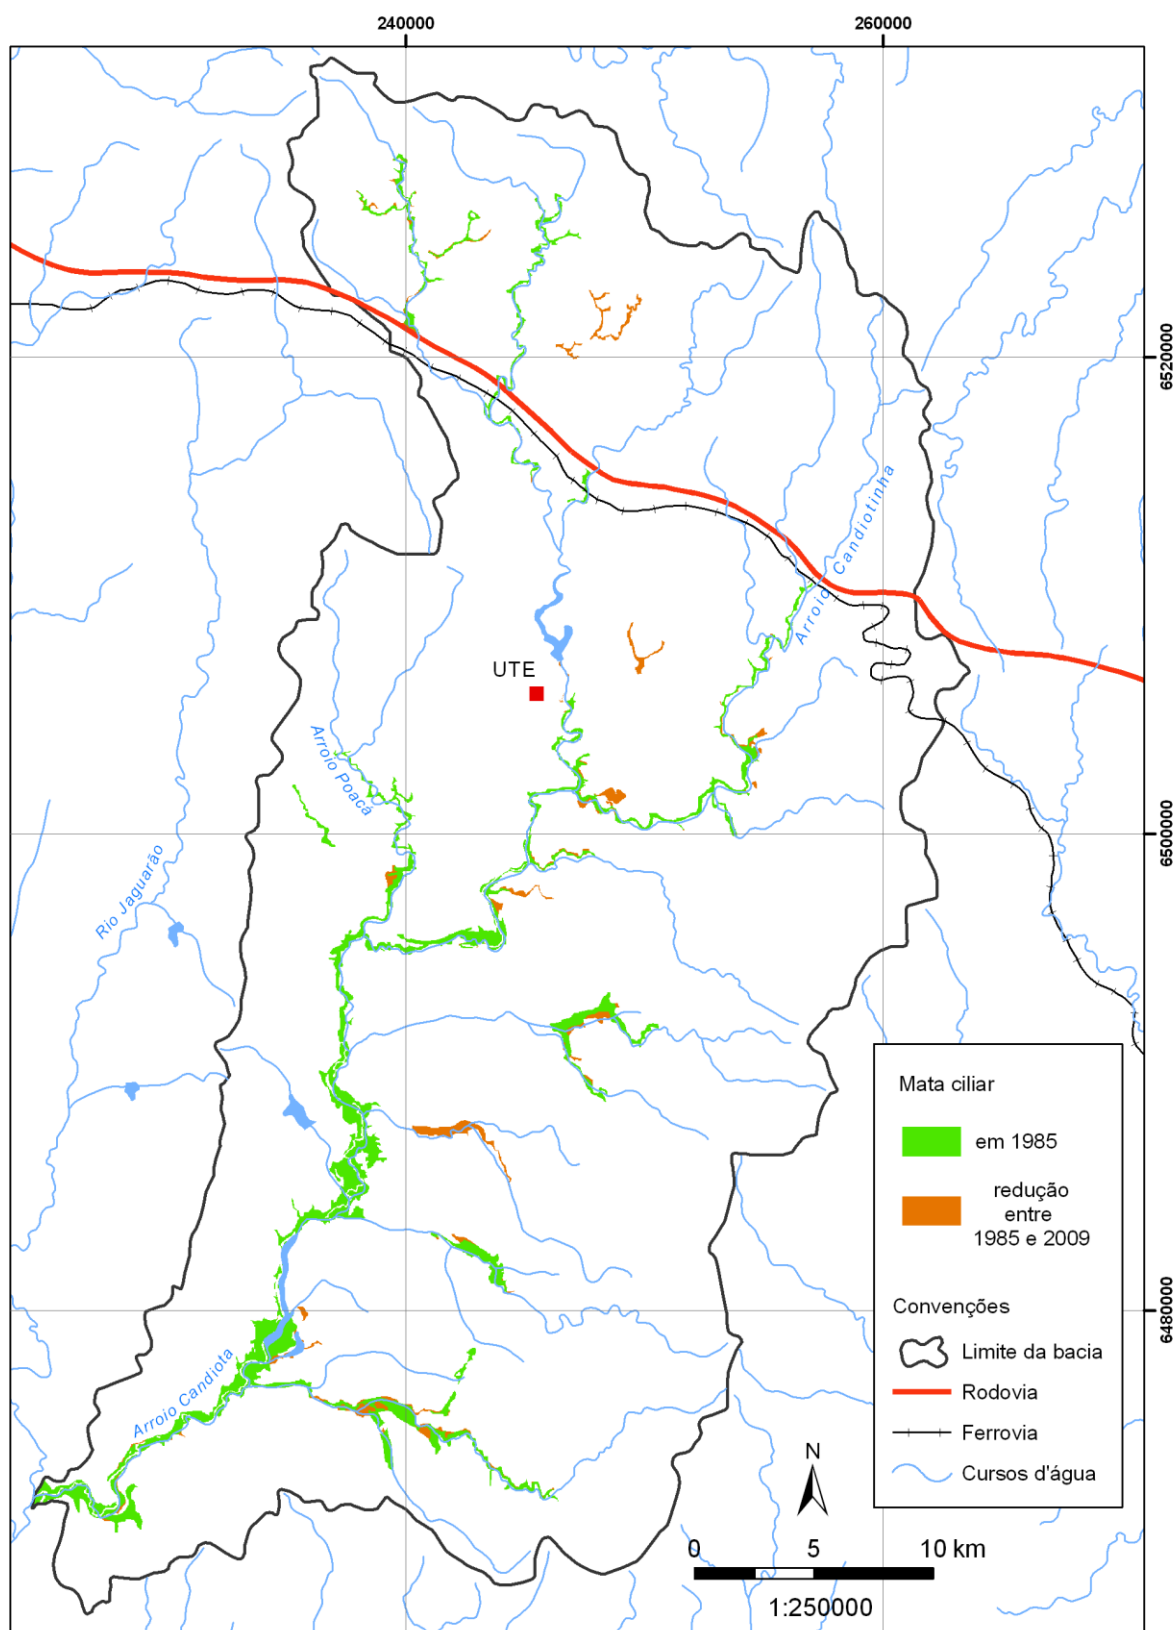 240000
260000
6520000
Arroio Candiotinha
UTE
Arroio Poacá
6500000
Rio Jaguarão
Mata ciliar
em 1985
redução
entre
1985 e 2009
6480000
Convenções
Limite da bacia
Arroio Candiota
Rodovia
Ferrovia
N
Cursos d'água
0 5 10 km
1:250000